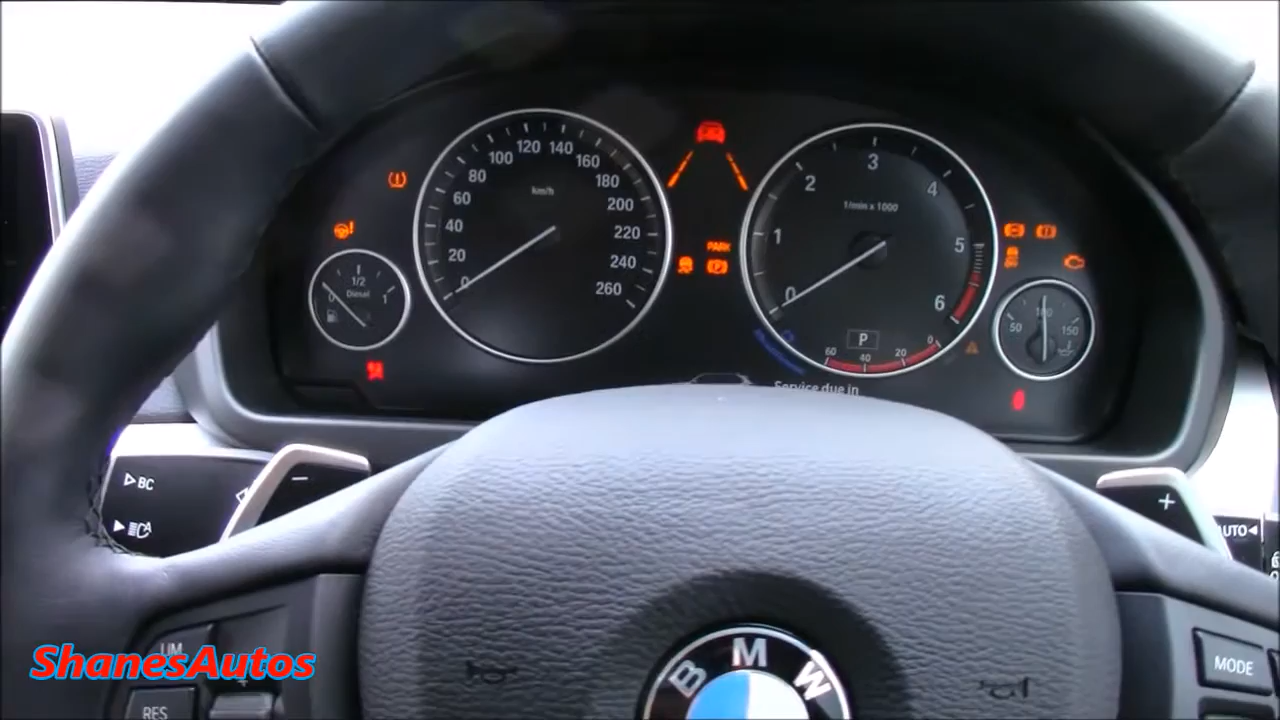 120 140
100 160
80 180
60 km/h 200
40 220
20 240
0 260
1/2
0 Diesel 1
PARK
P
3
2 4
1/min x 1000
1 5
0 6
P
60 40 20 0
Service due in
50 100 150
BC
A
−
+
AUTO
LIM
RES
MODE
BMW
ShanesAutos